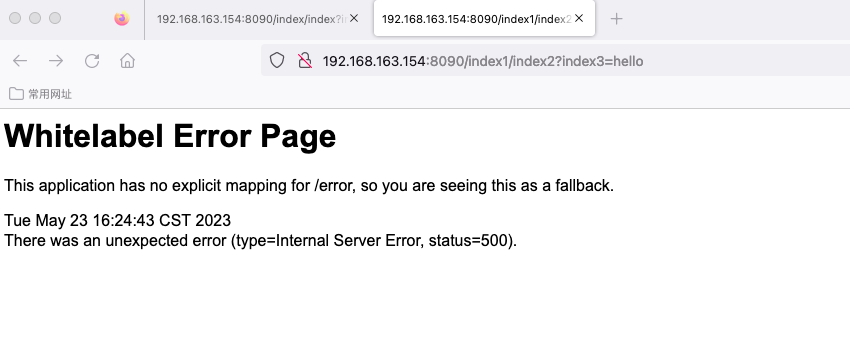 192.168.163.154:8090/index/index?i
192.168.163.154:8090/index1/index2
192.168.163.154:8090/index1/index2?index3=hello
常用网址
Whitelabel Error Page
This application has no explicit mapping for /error, so you are seeing this as a fallback.
Tue May 23 16:24:43 CST 2023
There was an unexpected error (type=Internal Server Error, status=500).